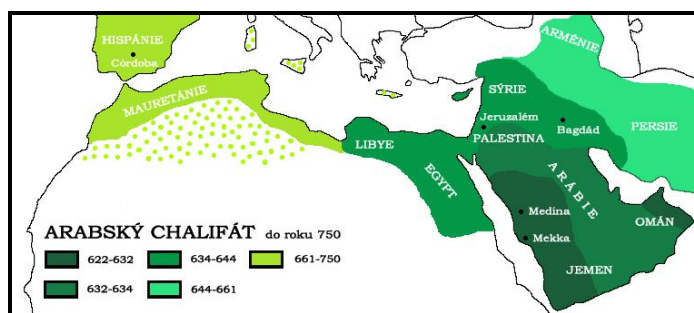 HISPÁNIE
Córdoba
MAURETÁNIE
ARMÉNIE
SÝRIE
Jeruzalém
Bagdád
PERSIE
LIBYE
PALESTINA
EGYPT
ARÁBIE
Medina
OMÁN
Mekka
JEMEN
ARABSKÝ CHALIFÁT do roku 750
622-632 634-644 661-750
632-634 644-661